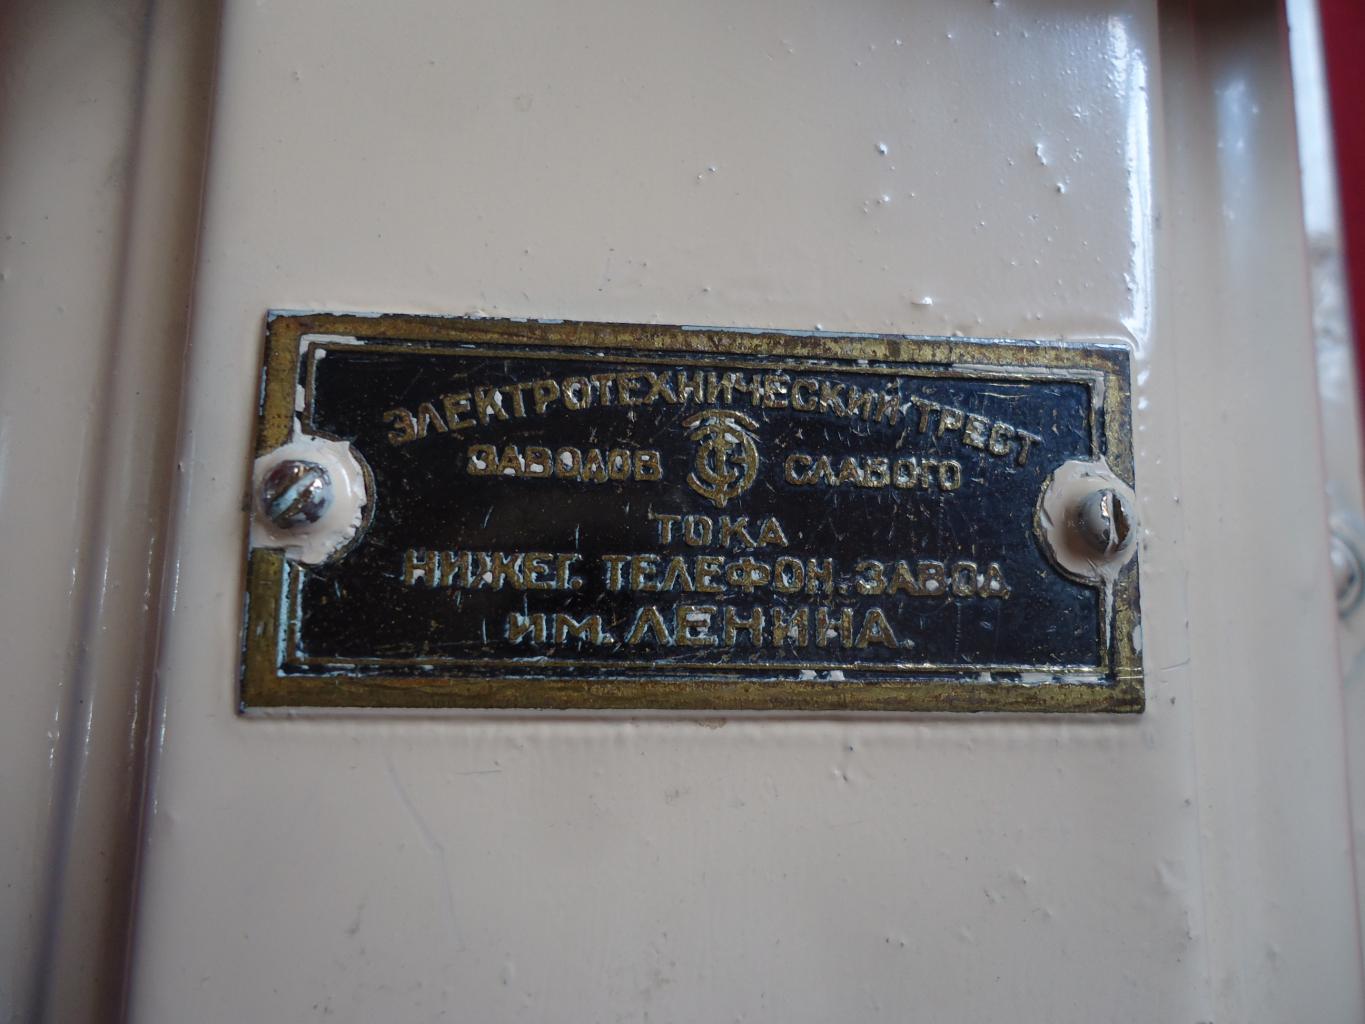 ЭЛЕКТРОТЕХНИЧЕСКИЙ ТРЕСТ
ЗАВОДОВ СЛАБОГО
ТОКА
НИЖЕГ. ТЕЛЕФОН. ЗАВОД
ИМ. ЛЕНИНА.